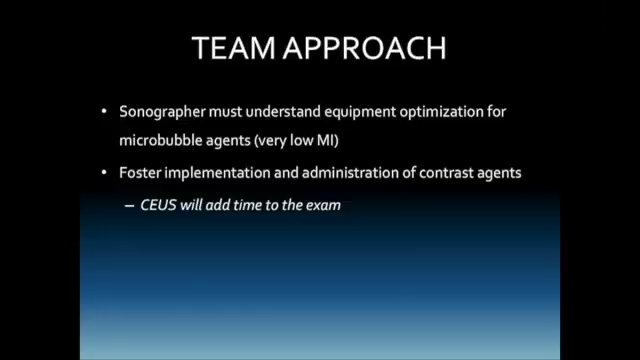 TEAM APPROACH
• Sonographer must understand equipment optimization for
microbubble agents (very low MI)
• Foster implementation and administration of contrast agents
– CEUS will add time to the exam